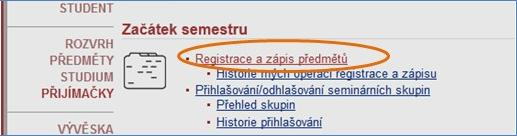 STUDENT
ROZVRH
PŘEDMĚTY
STUDIUM
PŘIJÍMAČKY
VÝVĚSKA
Začátek semestru
Registrace a zápis předmětů
Historie mých operací registrace a zápisu
Přihlašování/odhlašování seminárních skupin
Přehled skupin
Historie přihlašování